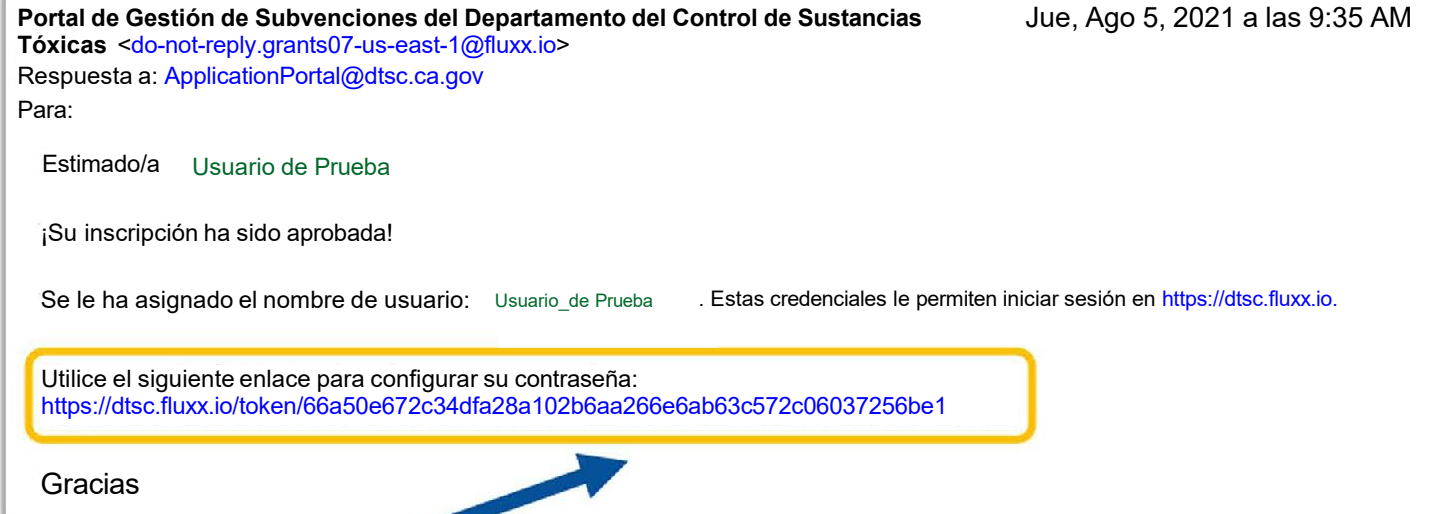 Portal de Gestión de Subvenciones del Departamento del Control de Sustancias Jue, Ago 5, 2021 a las 9:35 AM
Tóxicas <do-not-reply.grants07-us-east-1@fluxx.io>
Respuesta a: ApplicationPortal@dtsc.ca.gov
Para:
Estimado/a Usuario de Prueba
¡Su inscripción ha sido aprobada!
Se le ha asignado el nombre de usuario: Usuario_de Prueba . Estas credenciales le permiten iniciar sesión en https://dtsc.fluxx.io.
Utilice el siguiente enlace para configurar su contraseña:
https://dtsc.fluxx.io/token/66a50e672c34dfa28a102b6aa266e6ab63c572c06037256be1
Gracias